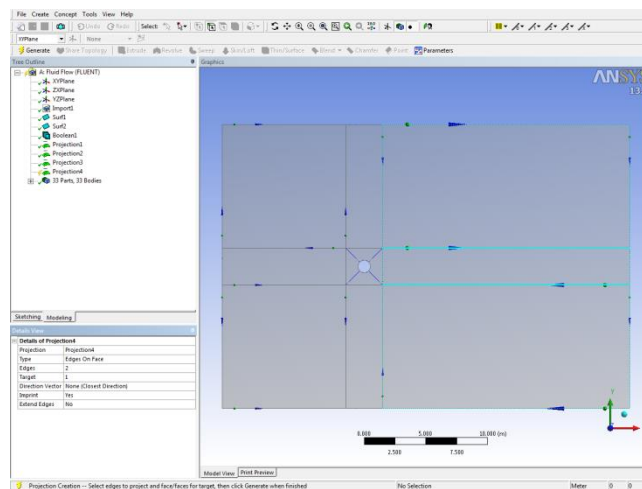 File Create Concept Tools View Help
Undo Redo Select:
XYPlane None
Generate Share Topology Extrude Revolve Sweep Skin/Loft Thin/Surface Blend Chamfer Point Parameters
Tree Outline
Graphics
A: Fluid Flow (FLUENT)
XYPlane
ZXPlane
YZPlane
Import1
Surf1
Surf2
Boolean1
Projection1
Projection2
Projection3
Projection4
33 Parts, 33 Bodies
ANSYS
Sketching Modeling
Details View
Details of Projection4
Projection Projection4
Type Edges On Face
Edges 2
Target 1
Direction Vector None (Closest Direction)
Imprint Yes
Extend Edges No
0.000 5.000 10.000 (m)
2.500 7.500
Model View Print Preview
Projection Creation -- Select edges to project and face/faces for target, then click Generate when finished No Selection Meter 0 0